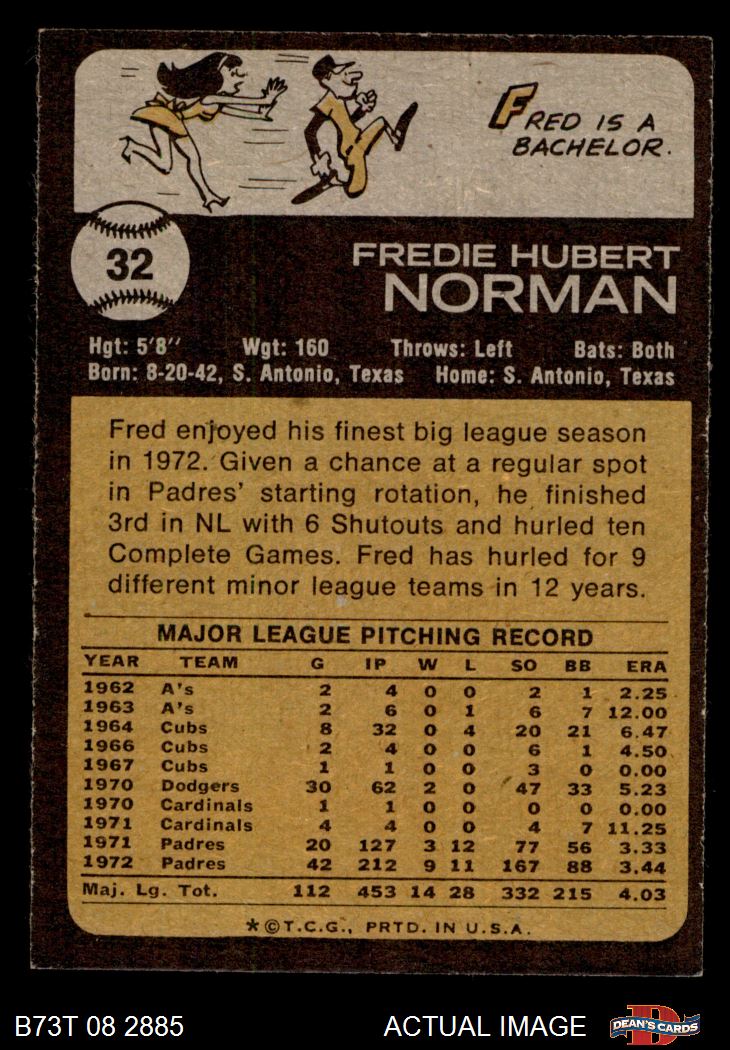 FRED IS A
BACHELOR.
32
FREDIE HUBERT
NORMAN
Hgt: 5'8" Wgt: 160 Throws: Left Bats: Both
Born: 8-20-42, S. Antonio, Texas Home: S. Antonio, Texas
Fred enjoyed his finest big league season
in 1972. Given a chance at a regular spot
in Padres' starting rotation, he finished
3rd in NL with 6 Shutouts and hurled ten
Complete Games. Fred has hurled for 9
different minor league teams in 12 years.
MAJOR LEAGUE PITCHING RECORD
YEAR TEAM G IP W L SO BB ERA
1962 A's 2 4 0 0 2 1 2.25
1963 A's 2 6 0 1 6 7 12.00
1964 Cubs 8 32 0 4 20 21 6.47
1966 Cubs 2 4 0 0 6 1 4.50
1967 Cubs 1 1 0 0 3 0 0.00
1970 Dodgers 30 62 2 0 47 33 5.23
1970 Cardinals 1 1 0 0 0 0 0.00
1971 Cardinals 4 4 0 0 4 7 11.25
1971 Padres 20 127 3 12 77 56 3.33
1972 Padres 42 212 9 11 167 88 3.44
Maj. Lg. Tot. 112 453 14 28 332 215 4.03
*©T.C.G., PRTD. IN U.S.A.
B73T 08 2885 ACTUAL IMAGE DEAN'S CARDS